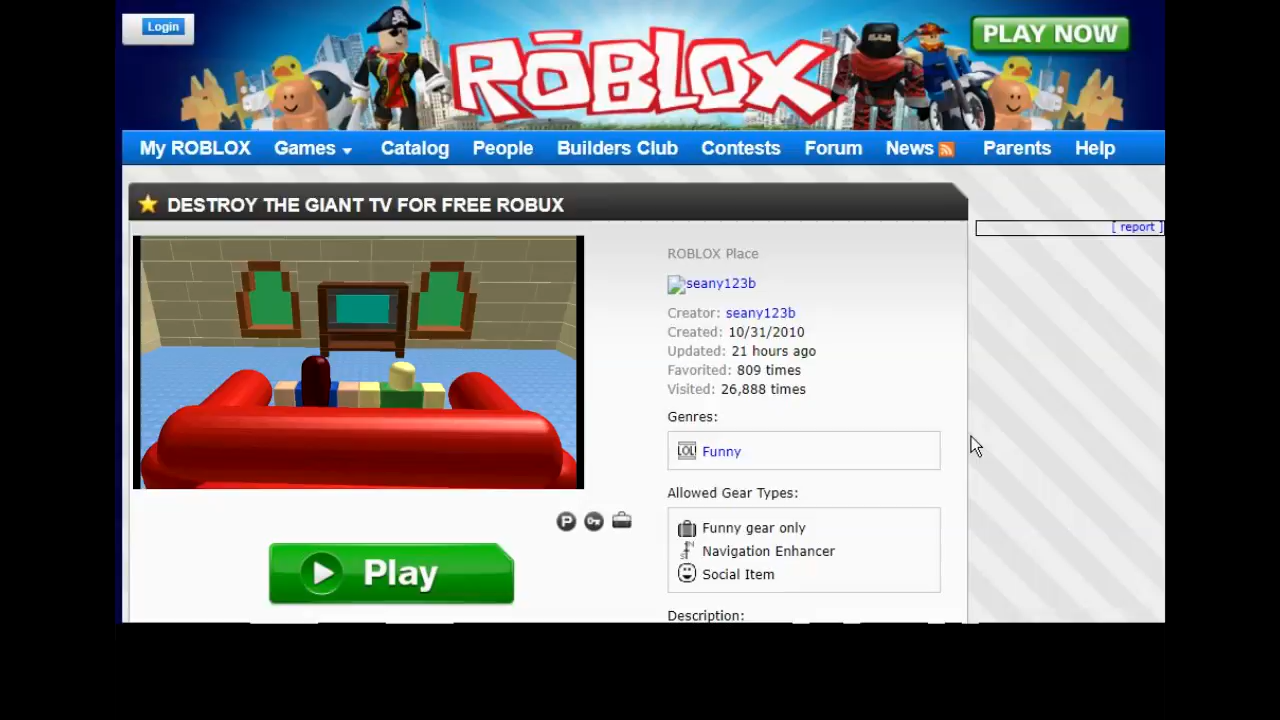 Login
RŌBLOX
PLAY NOW
My ROBLOX Games Catalog People Builders Club Contests Forum News Parents Help
DESTROY THE GIANT TV FOR FREE ROBUX
[ report ]
ROBLOX Place
seany123b
Creator: seany123b
Created: 10/31/2010
Updated: 21 hours ago
Favorited: 809 times
Visited: 26,888 times
Genres:
LOL Funny
Allowed Gear Types:
P
Funny gear only
Navigation Enhancer
Social Item
Play
Description: